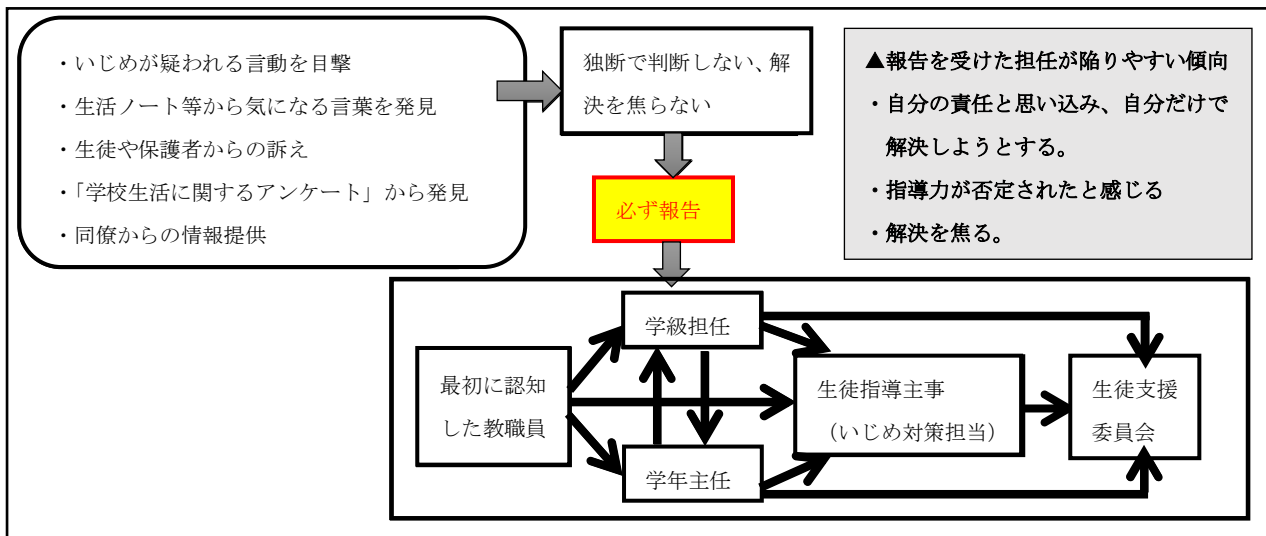 ・いじめが疑われる言動を目撃
・生活ノート等から気になる言葉を発見
・生徒や保護者からの訴え
・「学校生活に関するアンケート」から発見
・同僚からの情報提供
独断で判断しない、解
決を焦らない
必ず報告
▲報告を受けた担任が陥りやすい傾向
・自分の責任と思い込み、自分だけで
解決しようとする。
・指導力が否定されたと感じる
・解決を焦る。
最初に認知
した教職員
学級担任
学年主任
生徒指導主事
（いじめ対策担当）
生徒支援
委員会